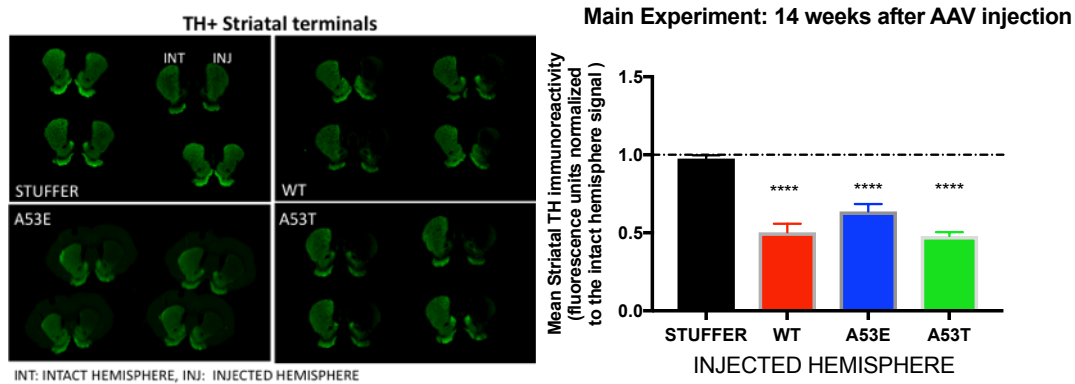 TH+ Striatal terminals
INT INJ
STUFFER
WT
A53E
A53T
INT: INTACT HEMISPHERE, INJ: INJECTED HEMISPHERE
Main Experiment: 14 weeks after AAV injection
Mean Striatal TH immunoreactivity
(fluorescence units normalized
to the intact hemisphere signal )
1.5
1.0
0.5
0.0
**** **** ****
STUFFER WT A53E A53T
INJECTED HEMISPHERE